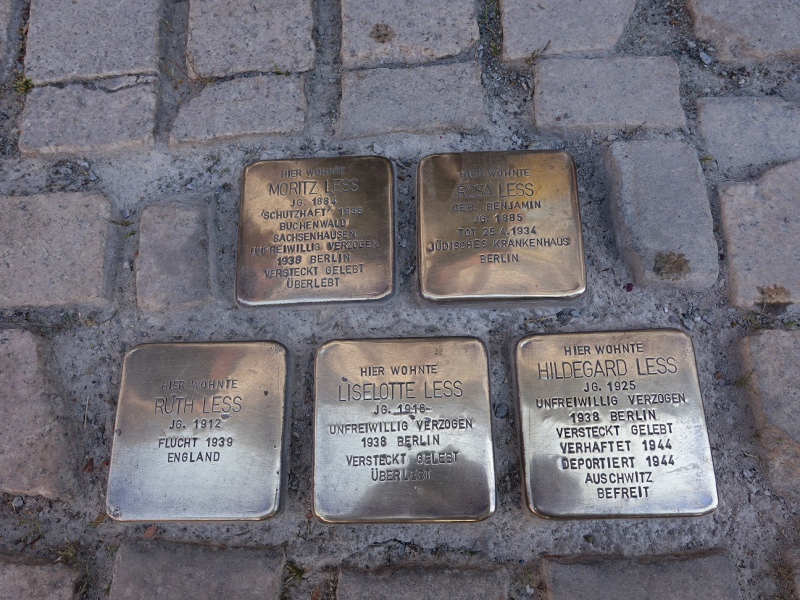 HIER WOHNTE
MORITZ LESS
JG. 1884
'SCHUTZHAFT' 1938
BUCHENWALD
SACHSENHAUSEN
UNFREIWILLIG VERZOGEN
1938 BERLIN
VERSTECKT GELEBT
ÜBERLEBT
HIER WOHNTE
ROSA LESS
GEB. BENJAMIN
JG. 1885
TOT 25.4.1934
JÜDISCHES KRANKENHAUS
BERLIN
HIER WOHNTE
RUTH LESS
JG. 1912
FLUCHT 1939
ENGLAND
HIER WOHNTE
LISELOTTE LESS
JG. 1916
UNFREIWILLIG VERZOGEN
1938 BERLIN
VERSTECKT GELEBT
ÜBERLEBT
HIER WOHNTE
HILDEGARD LESS
JG. 1925
UNFREIWILLIG VERZOGEN
1938 BERLIN
VERSTECKT GELEBT
VERHAFTET 1944
DEPORTIERT 1944
AUSCHWITZ
BEFREIT